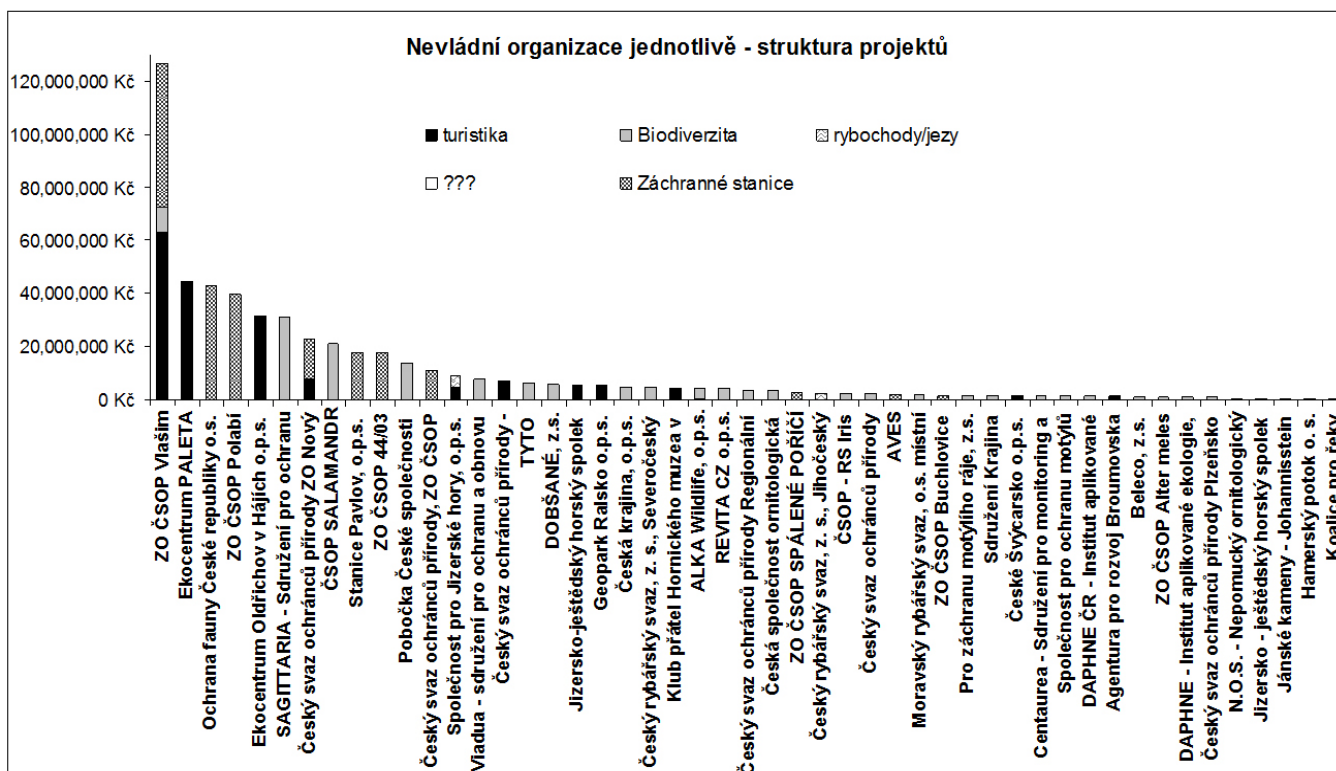 Nevládní organizace jednotlivě - struktura projektů
120,000,000 Kč
100,000,000 Kč
80,000,000 Kč
60,000,000 Kč
40,000,000 Kč
20,000,000 Kč
0 Kč
turistika
Biodiverzita
rybochody/jezy
???
Záchranné stanice
ZO ČSOP Vlašim
Ekocentrum PALETA
Ochrana fauny České republiky o.s.
ZO ČSOP Polabí
Ekocentrum Oldřichov v Hájích o.p.s.
SAGITTARIA - Sdružení pro ochranu
Český svaz ochránců přírody ZO Nový
ČSOP SALAMANDR
Stanice Pavlov, o.p.s.
ZO ČSOP 44/03
Pobočka České společnosti
Český svaz ochránců přírody, ZO ČSOP
Společnost pro Jizerské hory, o.p.s.
Viadua - sdružení pro ochranu a obnovu
Český svaz ochránců přírody -
TYTO
DOBŠANÉ, z.s.
Jizersko-ještědský horský spolek
Geopark Ralsko o.p.s.
Česká krajina, o.p.s.
Český rybářský svaz, z. s., Severočeský
Klub přátel Hornického muzea v
ALKA Wildlife, o.p.s.
REVITA CZ o.p.s.
Český svaz ochránců přírody Regionální
Česká společnost ornitologická
ZO ČSOP SPÁLENÉ POŘÍČÍ
Český rybářský svaz, z. s., Jihočeský
ČSOP - RS Iris
Český svaz ochránců přírody
AVES
Moravský rybářský svaz, o.s. místní
ZO ČSOP Buchlovice
Pro záchranu motýlího ráje, z.s.
Sdružení Krajina
České Švýcarsko o.p.s.
Centaurea - Sdružení pro monitoring a
Společnost pro ochranu motýlů
DAPHNE ČR - Institut aplikované
Agentura pro rozvoj Broumovska
Beleco, z.s.
ZO ČSOP Alter meles
DAPHNE - Institut aplikované ekologie,
Český svaz ochránců přírody Plzeňsko
N.O.S. - Nepomucký ornitologický
Jizersko - ještědský horský spolek
Jánské kameny - Johannisstein
Hamerský potok o. s.
Koalice pro řeky